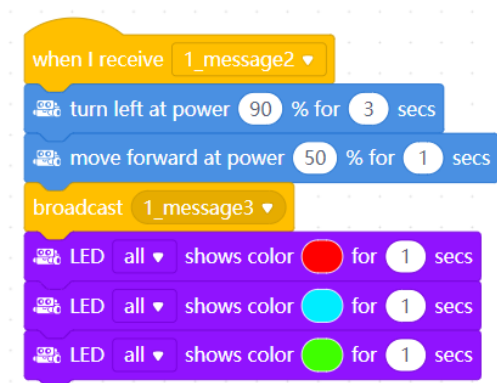 when I receive 1_message2
turn left at power 90 % for 3 secs
move forward at power 50 % for 1 secs
broadcast 1_message3
LED all shows color for 1 secs
LED all shows color for 1 secs
LED all shows color for 1 secs